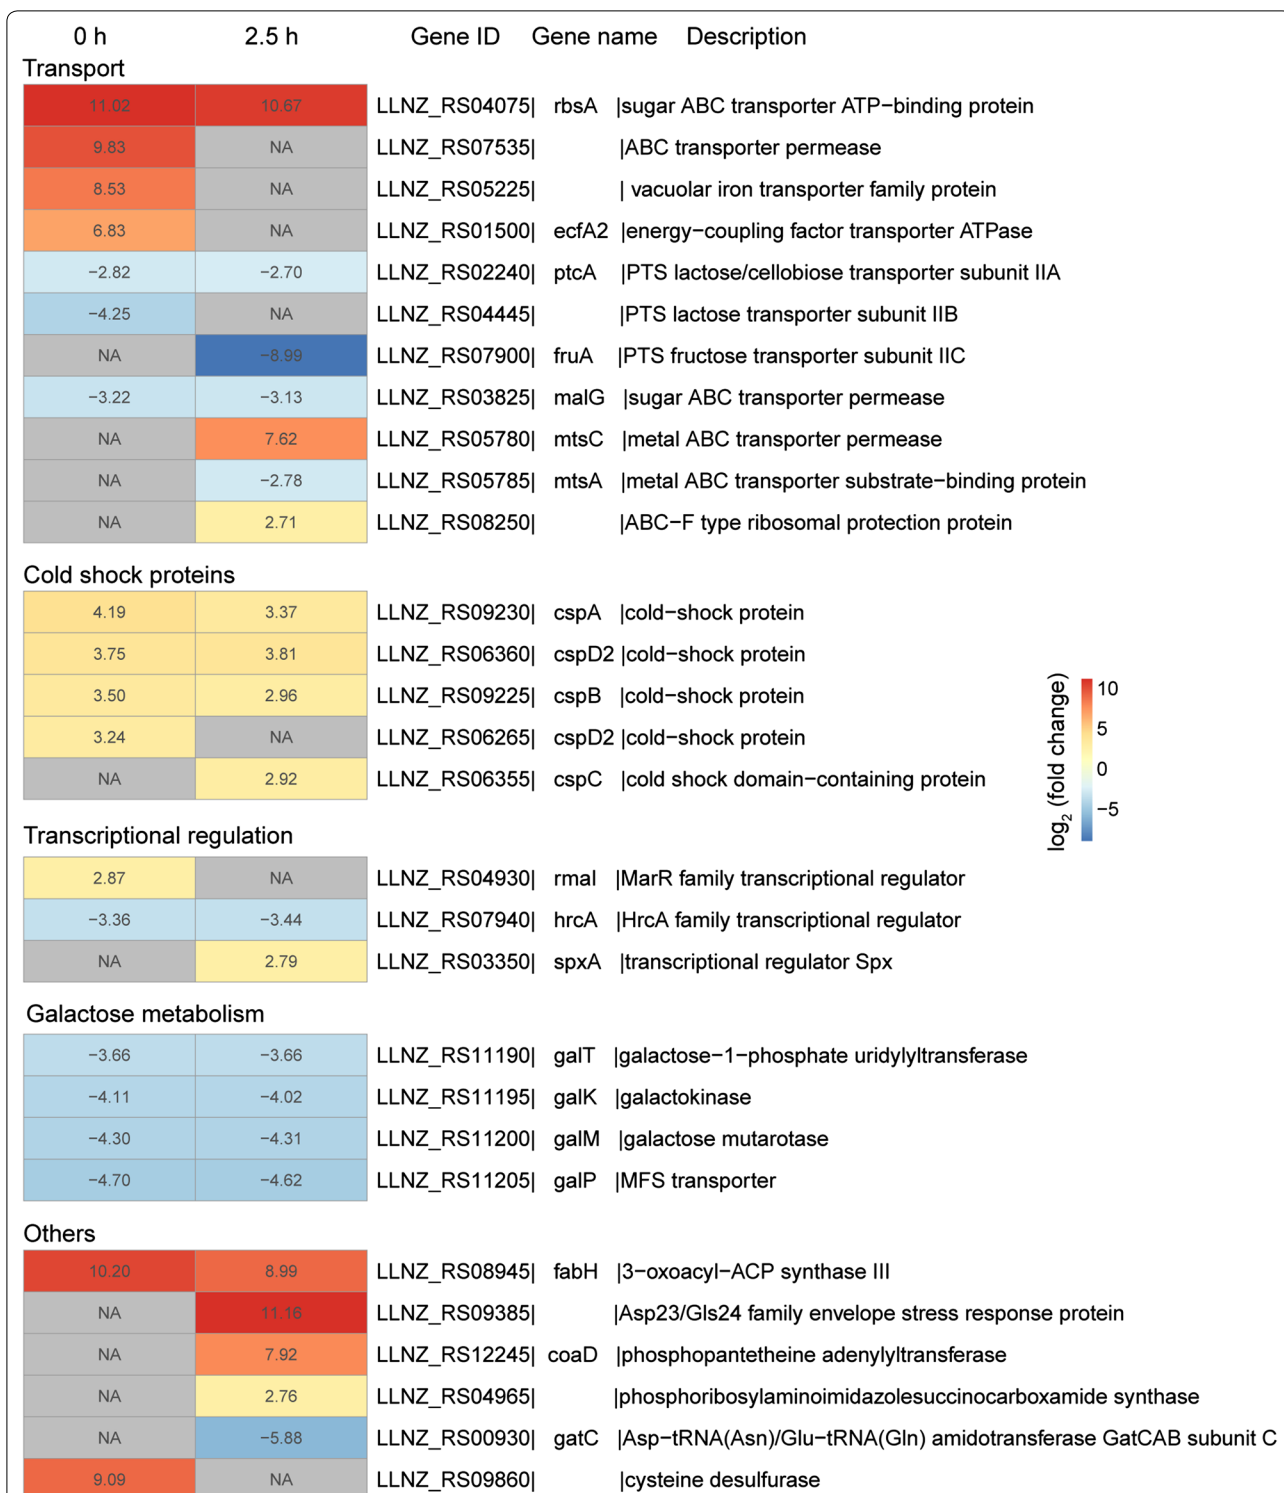 0 h 2.5 h Gene ID Gene name Description
Transport
11.02 10.67 LLNZ_RS04075| rbsA |sugar ABC transporter ATP−binding protein
9.83 NA LLNZ_RS07535| |ABC transporter permease
8.53 NA LLNZ_RS05225| | vacuolar iron transporter family protein
6.83 NA LLNZ_RS01500| ecfA2 |energy−coupling factor transporter ATPase
−2.82 −2.70 LLNZ_RS02240| ptcA |PTS lactose/cellobiose transporter subunit IIA
−4.25 NA LLNZ_RS04445| |PTS lactose transporter subunit IIB
NA −8.99 LLNZ_RS07900| fruA |PTS fructose transporter subunit IIC
−3.22 −3.13 LLNZ_RS03825| malG |sugar ABC transporter permease
NA 7.62 LLNZ_RS05780| mtsC |metal ABC transporter permease
NA −2.78 LLNZ_RS05785| mtsA |metal ABC transporter substrate−binding protein
NA 2.71 LLNZ_RS08250| |ABC−F type ribosomal protection protein
Cold shock proteins
4.19 3.37 LLNZ_RS09230| cspA |cold−shock protein
3.75 3.81 LLNZ_RS06360| cspD2 |cold−shock protein
3.50 2.96 LLNZ_RS09225| cspB |cold−shock protein
3.24 NA LLNZ_RS06265| cspD2 |cold−shock protein
NA 2.92 LLNZ_RS06355| cspC |cold shock domain−containing protein
log2 (fold change)
10
5
0
−5
Transcriptional regulation
2.87 NA LLNZ_RS04930| rmaI |MarR family transcriptional regulator
−3.36 −3.44 LLNZ_RS07940| hrcA |HrcA family transcriptional regulator
NA 2.79 LLNZ_RS03350| spxA |transcriptional regulator Spx
Galactose metabolism
−3.66 −3.66 LLNZ_RS11190| galT |galactose−1−phosphate uridylyltransferase
−4.11 −4.02 LLNZ_RS11195| galK |galactokinase
−4.30 −4.31 LLNZ_RS11200| galM |galactose mutarotase
−4.70 −4.62 LLNZ_RS11205| galP |MFS transporter
Others
10.20 8.99 LLNZ_RS08945| fabH |3−oxoacyl−ACP synthase III
NA 11.16 LLNZ_RS09385| |Asp23/Gls24 family envelope stress response protein
NA 7.92 LLNZ_RS12245| coaD |phosphopantetheine adenylyltransferase
NA 2.76 LLNZ_RS04965| |phosphoribosylaminoimidazolesuccinocarboxamide synthase
NA −5.88 LLNZ_RS00930| gatC |Asp−tRNA(Asn)/Glu−tRNA(Gln) amidotransferase GatCAB subunit C
9.09 NA LLNZ_RS09860| |cysteine desulfurase